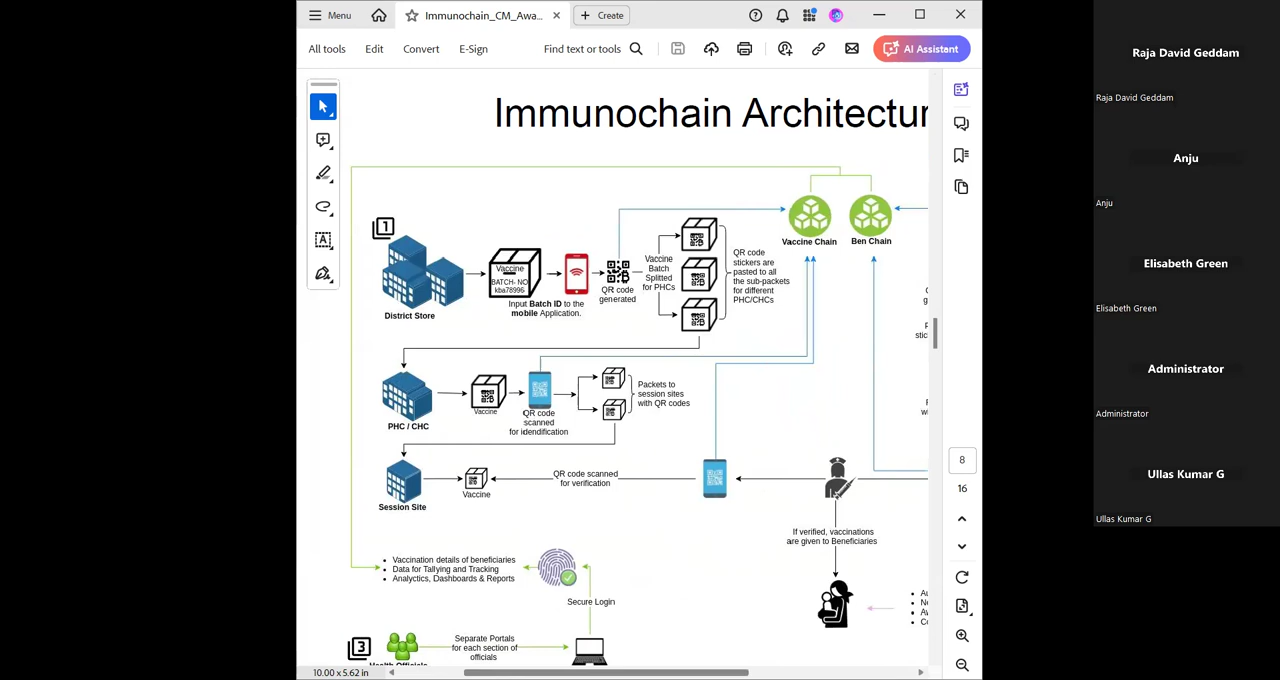 Menu
Immunochain_CM_Awa...
Create
All tools
Edit
Convert
E-Sign
Find text or tools
AI Assistant
Immunochain Architectur
1
Vaccine Chain
Ben Chain
District Store
Vaccine
BATCH- NO
kba78996
Input Batch ID to the
mobile Application.
QR code
generated
Vaccine
Batch
Splitted
for PHCs
QR code
stickers are
pasted to all
the sub-packets
for different
PHC/CHCs
PHC / CHC
Vaccine
QR code
scanned
for idendification
Packets to
session sites
with QR codes
Session Site
Vaccine
QR code scanned
for verification
If verified, vaccinations
are given to Beneficiaries
• Vaccination details of beneficiaries
• Data for Tallying and Tracking
• Analyctics, Dashboards & Reports
Secure Login
3
Health Officials
Separate Portals
for each section of
officials
8
16
10.00 x 5.62 in
Raja David Geddam
Raja David Geddam
Anju
Anju
Elisabeth Green
Elisabeth Green
Administrator
Administrator
Ullas Kumar G
Ullas Kumar G